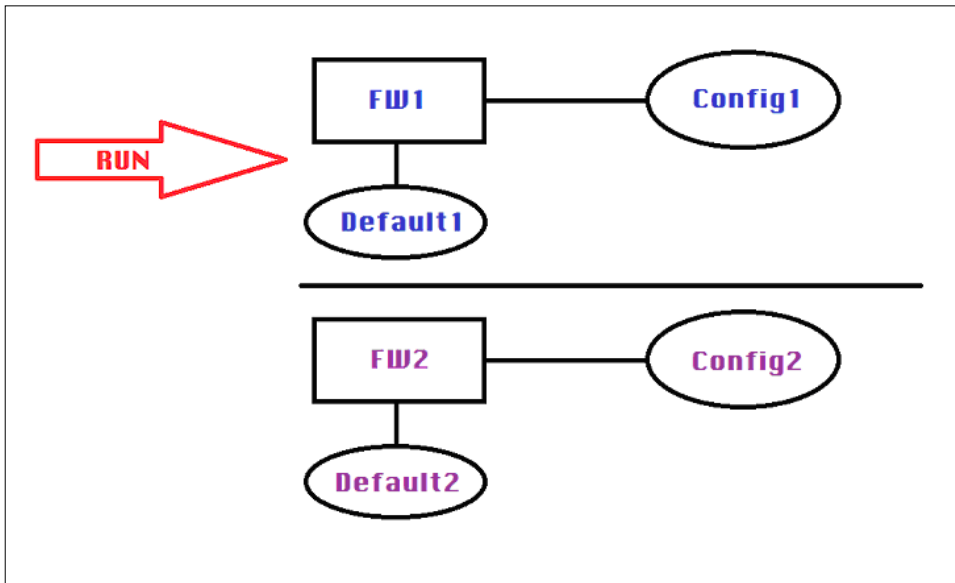 FW1
Config1
RUN
Default1
FW2
Config2
Default2